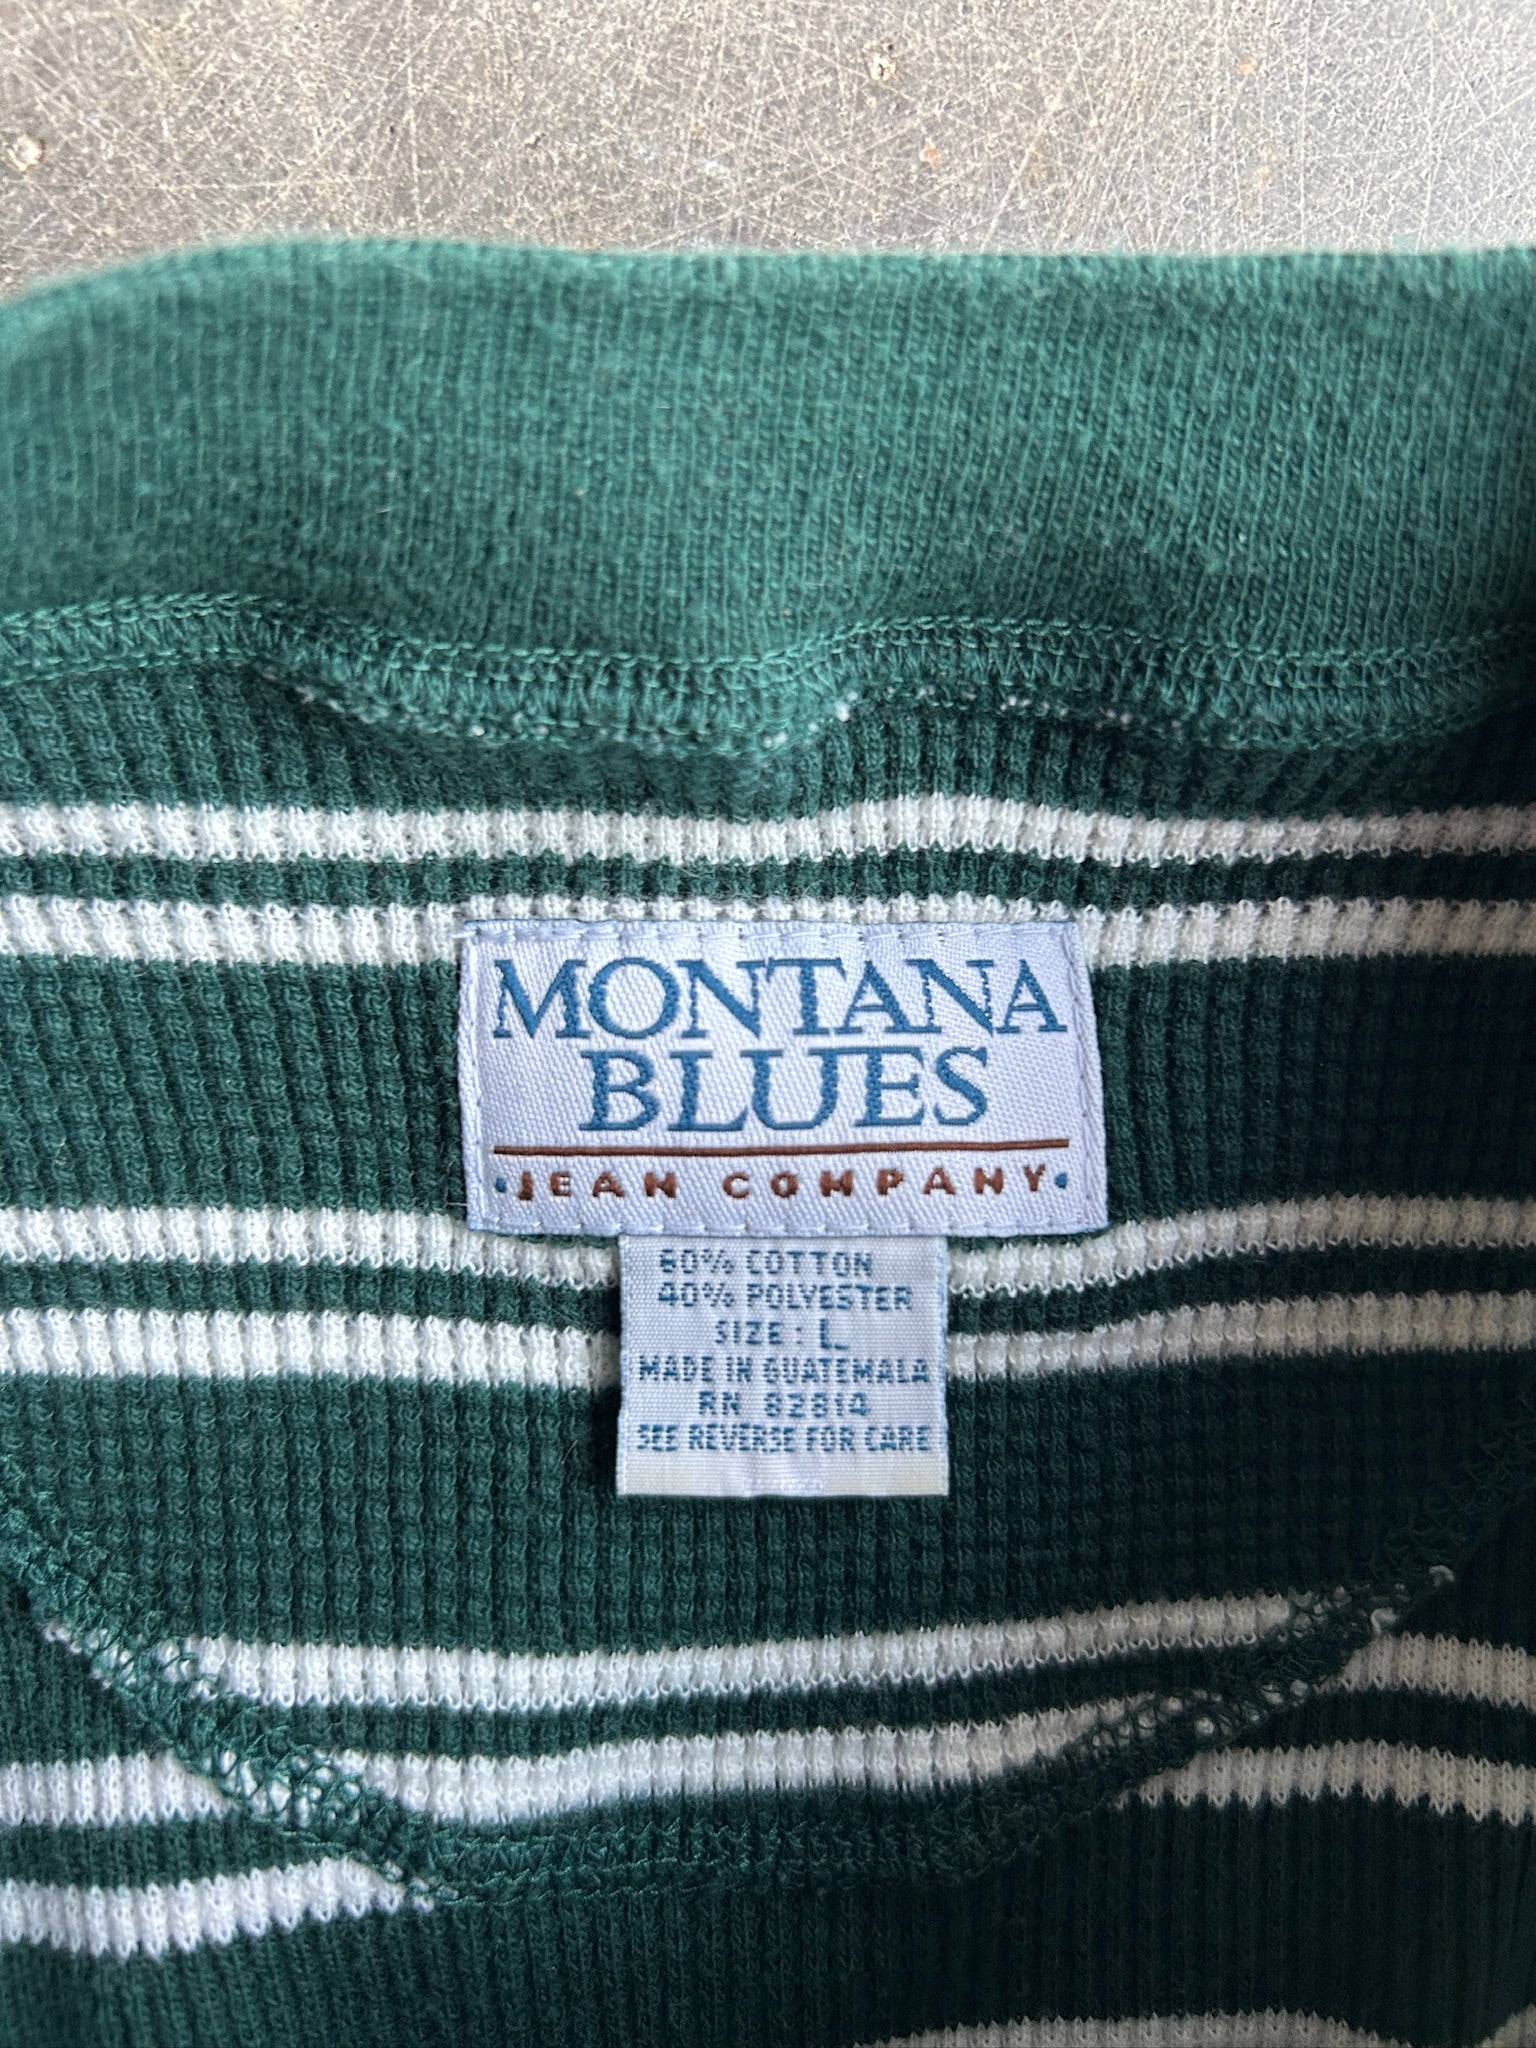 MONTANA
BLUES
•JEAN COMPANY•
60% COTTON
40% POLYESTER
SIZE: L
MADE IN GUATEMALA
RN 82814
SEE REVERSE FOR CARE